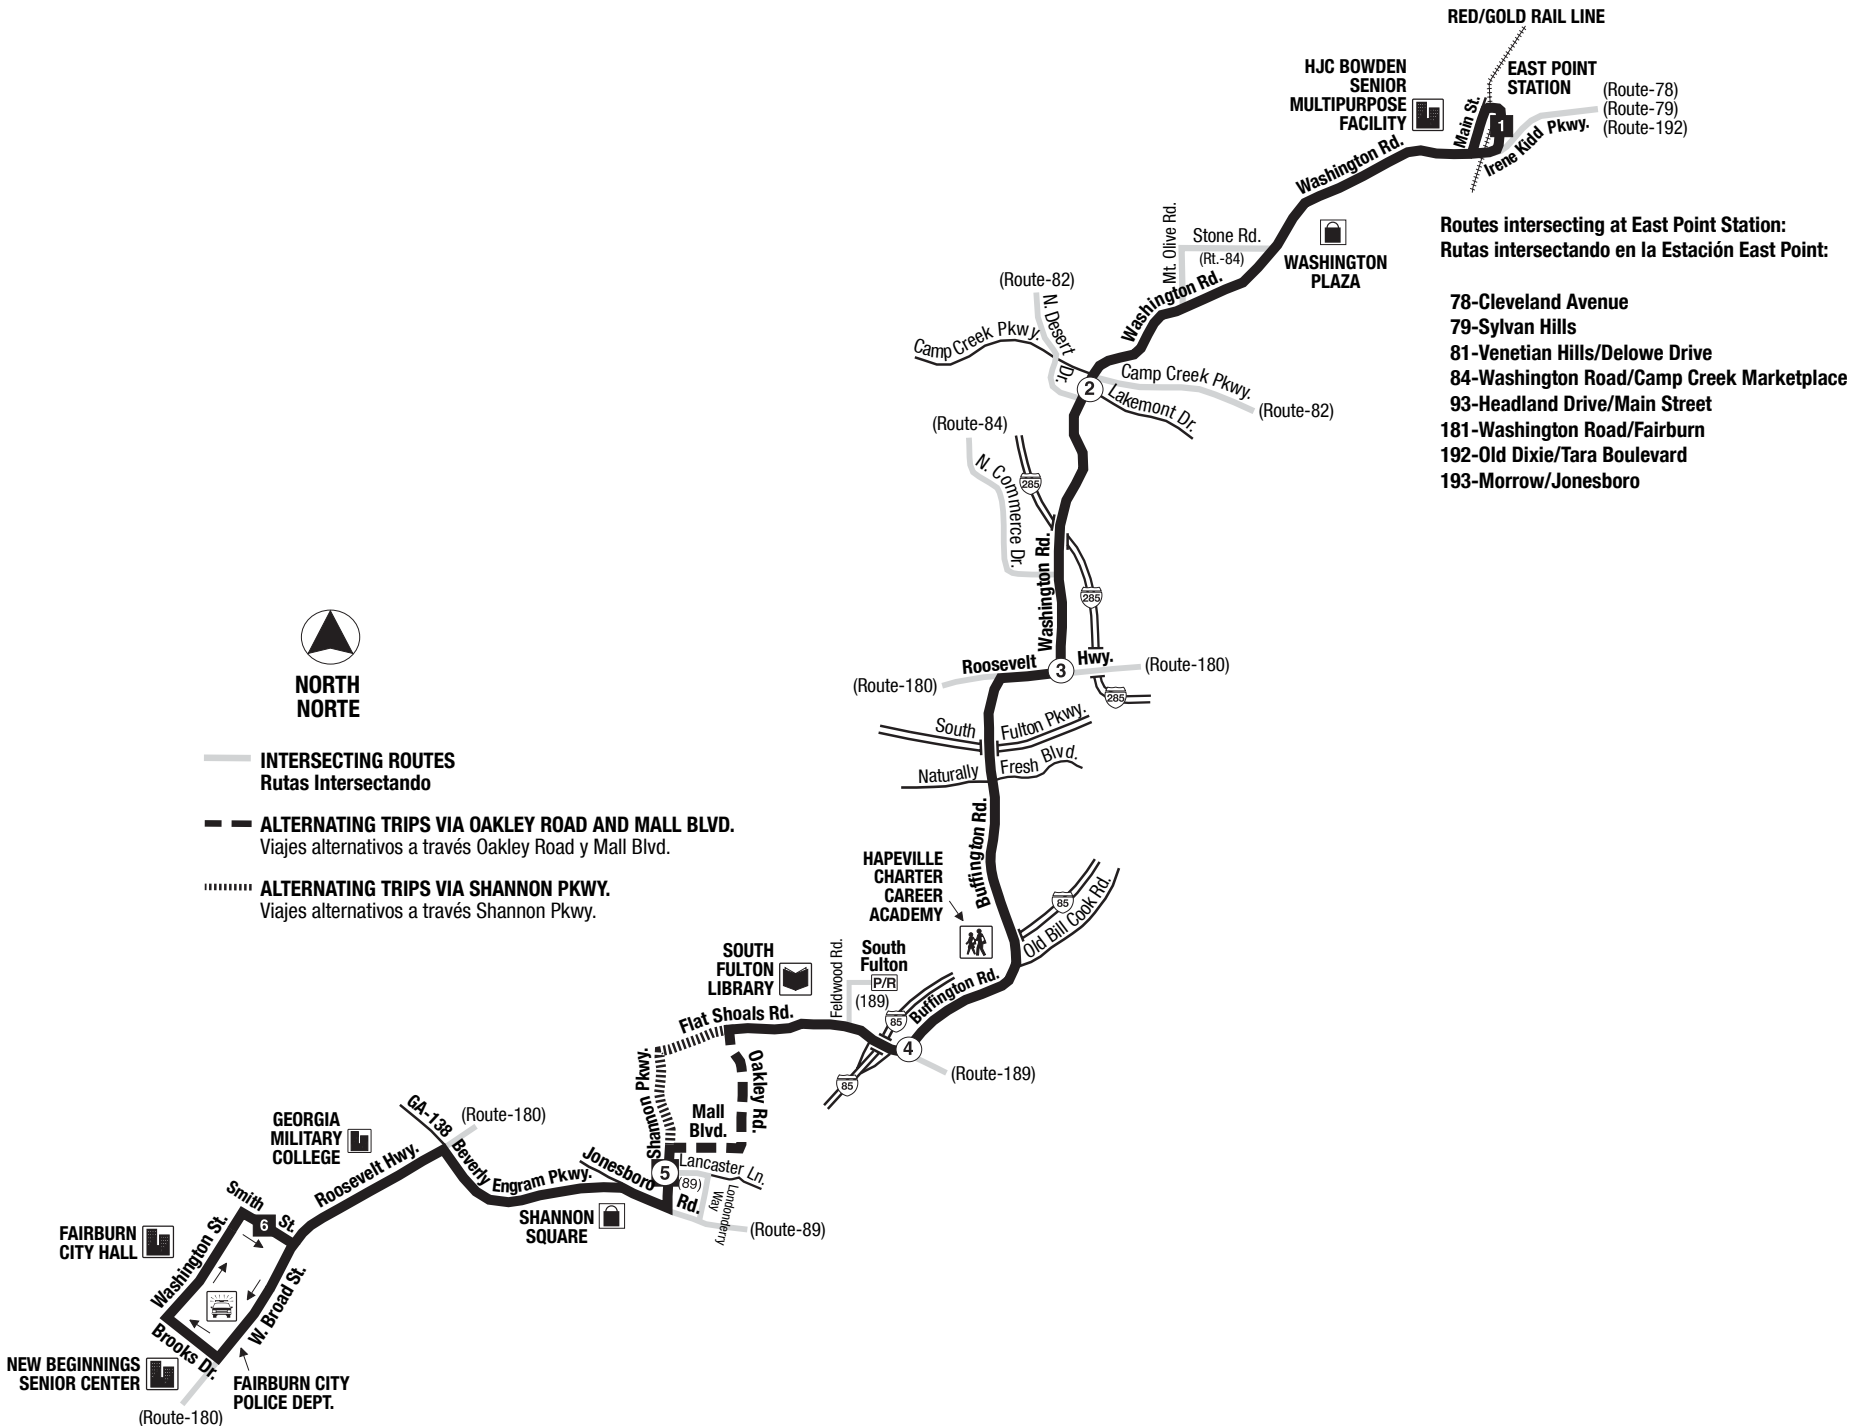 RED/GOLD RAIL LINE
HJC BOWDEN
SENIOR
MULTIPURPOSE
FACILITY
EAST POINT
STATION
Main St.
1
(Route-78)
(Route-79)
(Route-192)
Irene Kidd Pkwy.
Washington Rd.
Routes intersecting at East Point Station:
Rutas intersectando en la Estación East Point:
78-Cleveland Avenue
79-Sylvan Hills
81-Venetian Hills/Delowe Drive
84-Washington Road/Camp Creek Marketplace
93-Headland Drive/Main Street
181-Washington Road/Fairburn
192-Old Dixie/Tara Boulevard
193-Morrow/Jonesboro
Mt. Olive Rd.
Stone Rd.
(Rt.-84)
WASHINGTON
PLAZA
Washington Rd.
(Route-82)
N. Desert Dr.
Camp Creek Pkwy.
2
Camp Creek Pkwy.
Lakemont Dr.
(Route-82)
(Route-84)
N. Commerce Dr.
285
Washington Rd.
285
Roosevelt
3
Hwy.
(Route-180)
(Route-180)
285
South
Fulton Pkwy.
Naturally
Fresh Blvd.
NORTH
NORTE
INTERSECTING ROUTES
Rutas Intersectando
ALTERNATING TRIPS VIA OAKLEY ROAD AND MALL BLVD.
Viajes alternativos a través Oakley Road y Mall Blvd.
ALTERNATING TRIPS VIA SHANNON PKWY.
Viajes alternativos a través Shannon Pkwy.
Buffington Rd.
HAPEVILLE
CHARTER
CAREER
ACADEMY
85
Old Bill Cook Rd.
SOUTH
FULTON
LIBRARY
Feldwood Rd.
South
Fulton
P/R
(189)
85
Buffington Rd.
Flat Shoals Rd.
4
(Route-189)
85
Shannon Pkwy.
Oakley Rd.
Mall
Blvd.
GEORGIA
MILITARY
COLLEGE
GA-138
(Route-180)
Beverly
Engram Pkwy.
Jonesboro
Rd.
5
Lancaster Ln.
(89)
Londonderry
Way
(Route-89)
SHANNON
SQUARE
Roosevelt Hwy.
Smith
St.
6
FAIRBURN
CITY HALL
Washington St.
W. Broad St.
Brooks Dr.
NEW BEGINNINGS
SENIOR CENTER
FAIRBURN CITY
POLICE DEPT.
(Route-180)